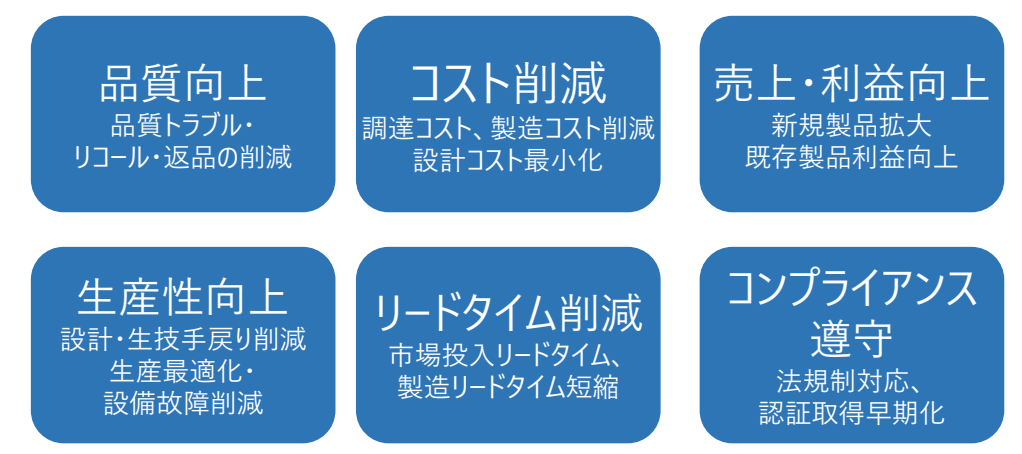 品質向上
品質トラブル・
リコール・返品の削減
コスト削減
調達コスト、製造コスト削減
設計コスト最小化
売上・利益向上
新規製品拡大
既存製品利益向上
生産性向上
設計・生技手戻り削減
生産最適化・
設備故障削減
リードタイム削減
市場投入リードタイム、
製造リードタイム短縮
コンプライアンス
遵守
法規制対応、
認証取得早期化